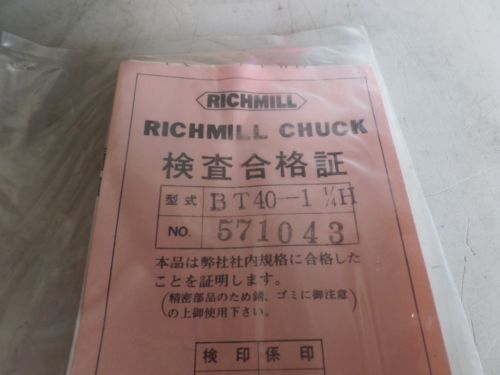 RICHMILL
RICHMILL CHUCK
検査合格証
型式 BT40-1 1/4H
NO. 571043
本品は弊社社内規格に合格した
ことを証明します。
(精密部品のため錆、ゴミに御注意
の上御使用下さい。)
検印 係印